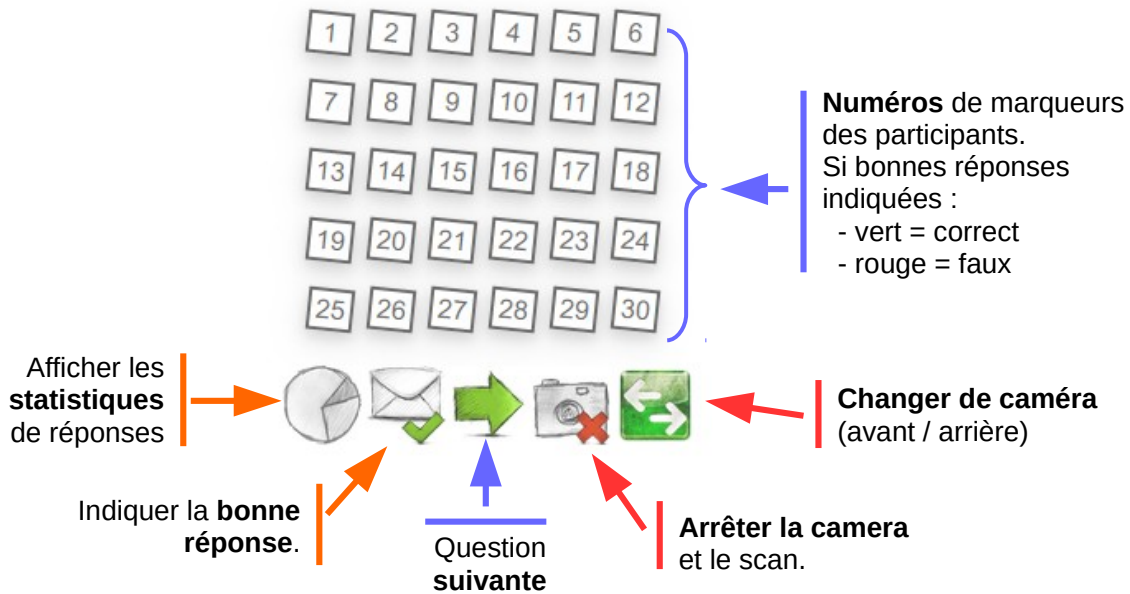 1 2 3 4 5 6
7 8 9 10 11 12
13 14 15 16 17 18
19 20 21 22 23 24
25 26 27 28 29 30
Numéros de marqueurs
des participants.
Si bonnes réponses
indiquées :
- vert = correct
- rouge = faux
Afficher les
statistiques
de réponses
Changer de caméra
(avant / arrière)
Indiquer la bonne
réponse.
Question
suivante
Arrêter la camera
et le scan.